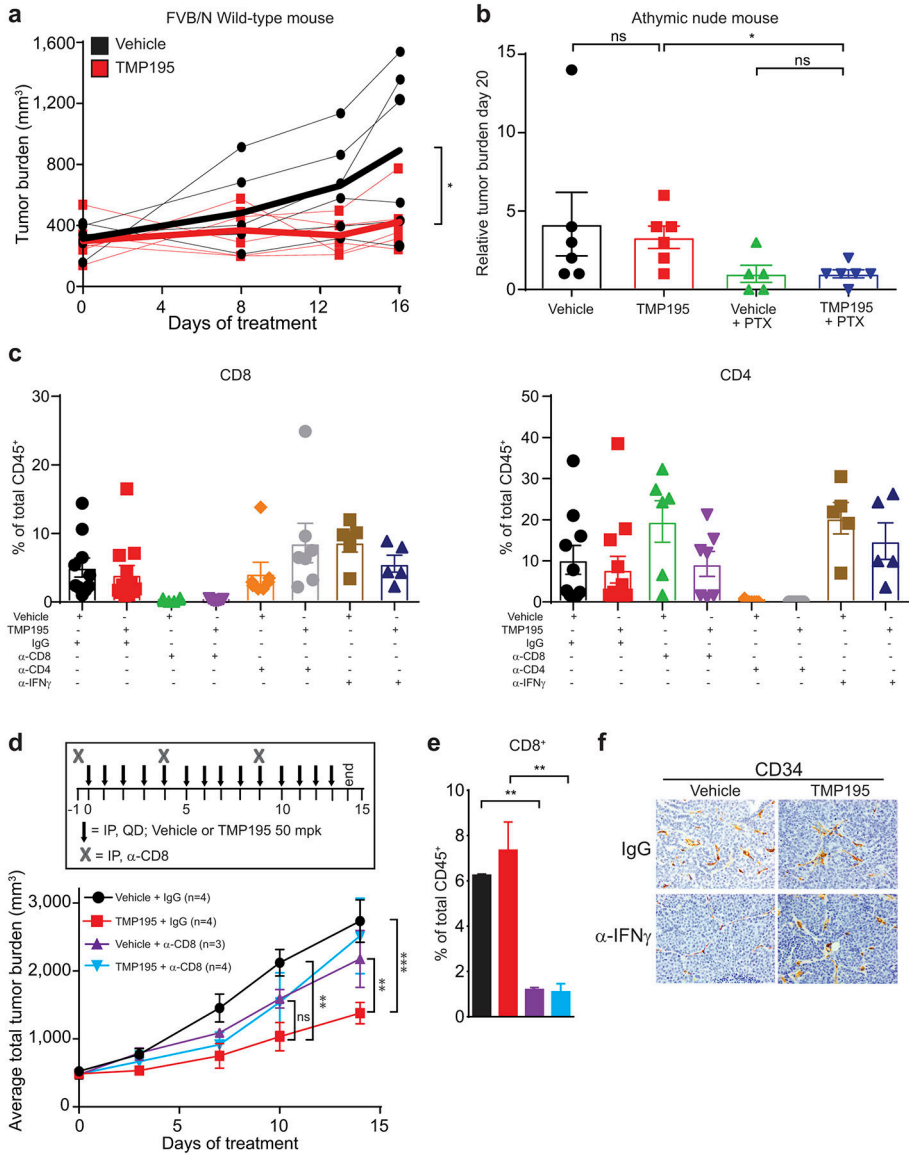 a
FVB/N Wild-type mouse
Vehicle
TMP195
Tumor burden (mm³)
1,600
1,200
800
400
0
0 4 8 12 16
Days of treatment
*
b
Athymic nude mouse
ns
*
ns
Relative tumor burden day 20
15
10
5
0
Vehicle TMP195 Vehicle + PTX TMP195 + PTX
c
CD8
% of total CD45⁺
30
20
10
0
Vehicle + - + - + - + -
TMP195 - + - + - + - +
IgG + + - - - - - -
α-CD8 - - + + - - - -
α-CD4 - - - - + + - -
α-IFNγ - - - - - - + +
CD4
% of total CD45⁺
50
40
30
20
10
0
Vehicle + - + - + - + -
TMP195 - + - + - + - +
IgG + + - - - - - -
α-CD8 - - + + - - - -
α-CD4 - - - - + + - -
α-IFNγ - - - - - - + +
d
X X X
end
-1 0 5 10 15
= IP, QD; Vehicle or TMP195 50 mpk
X = IP, α-CD8
Average total tumor burden (mm³)
3,000
2,000
1,000
0
Vehicle + IgG (n=4)
TMP195 + IgG (n=4)
Vehicle + α-CD8 (n=3)
TMP195 + α-CD8 (n=4)
ns
**
**
***
0 5 10 15
Days of treatment
e
CD8⁺
**
**
% of total CD45⁺
8
6
4
2
0
f
CD34
Vehicle TMP195
IgG
α-IFNγ